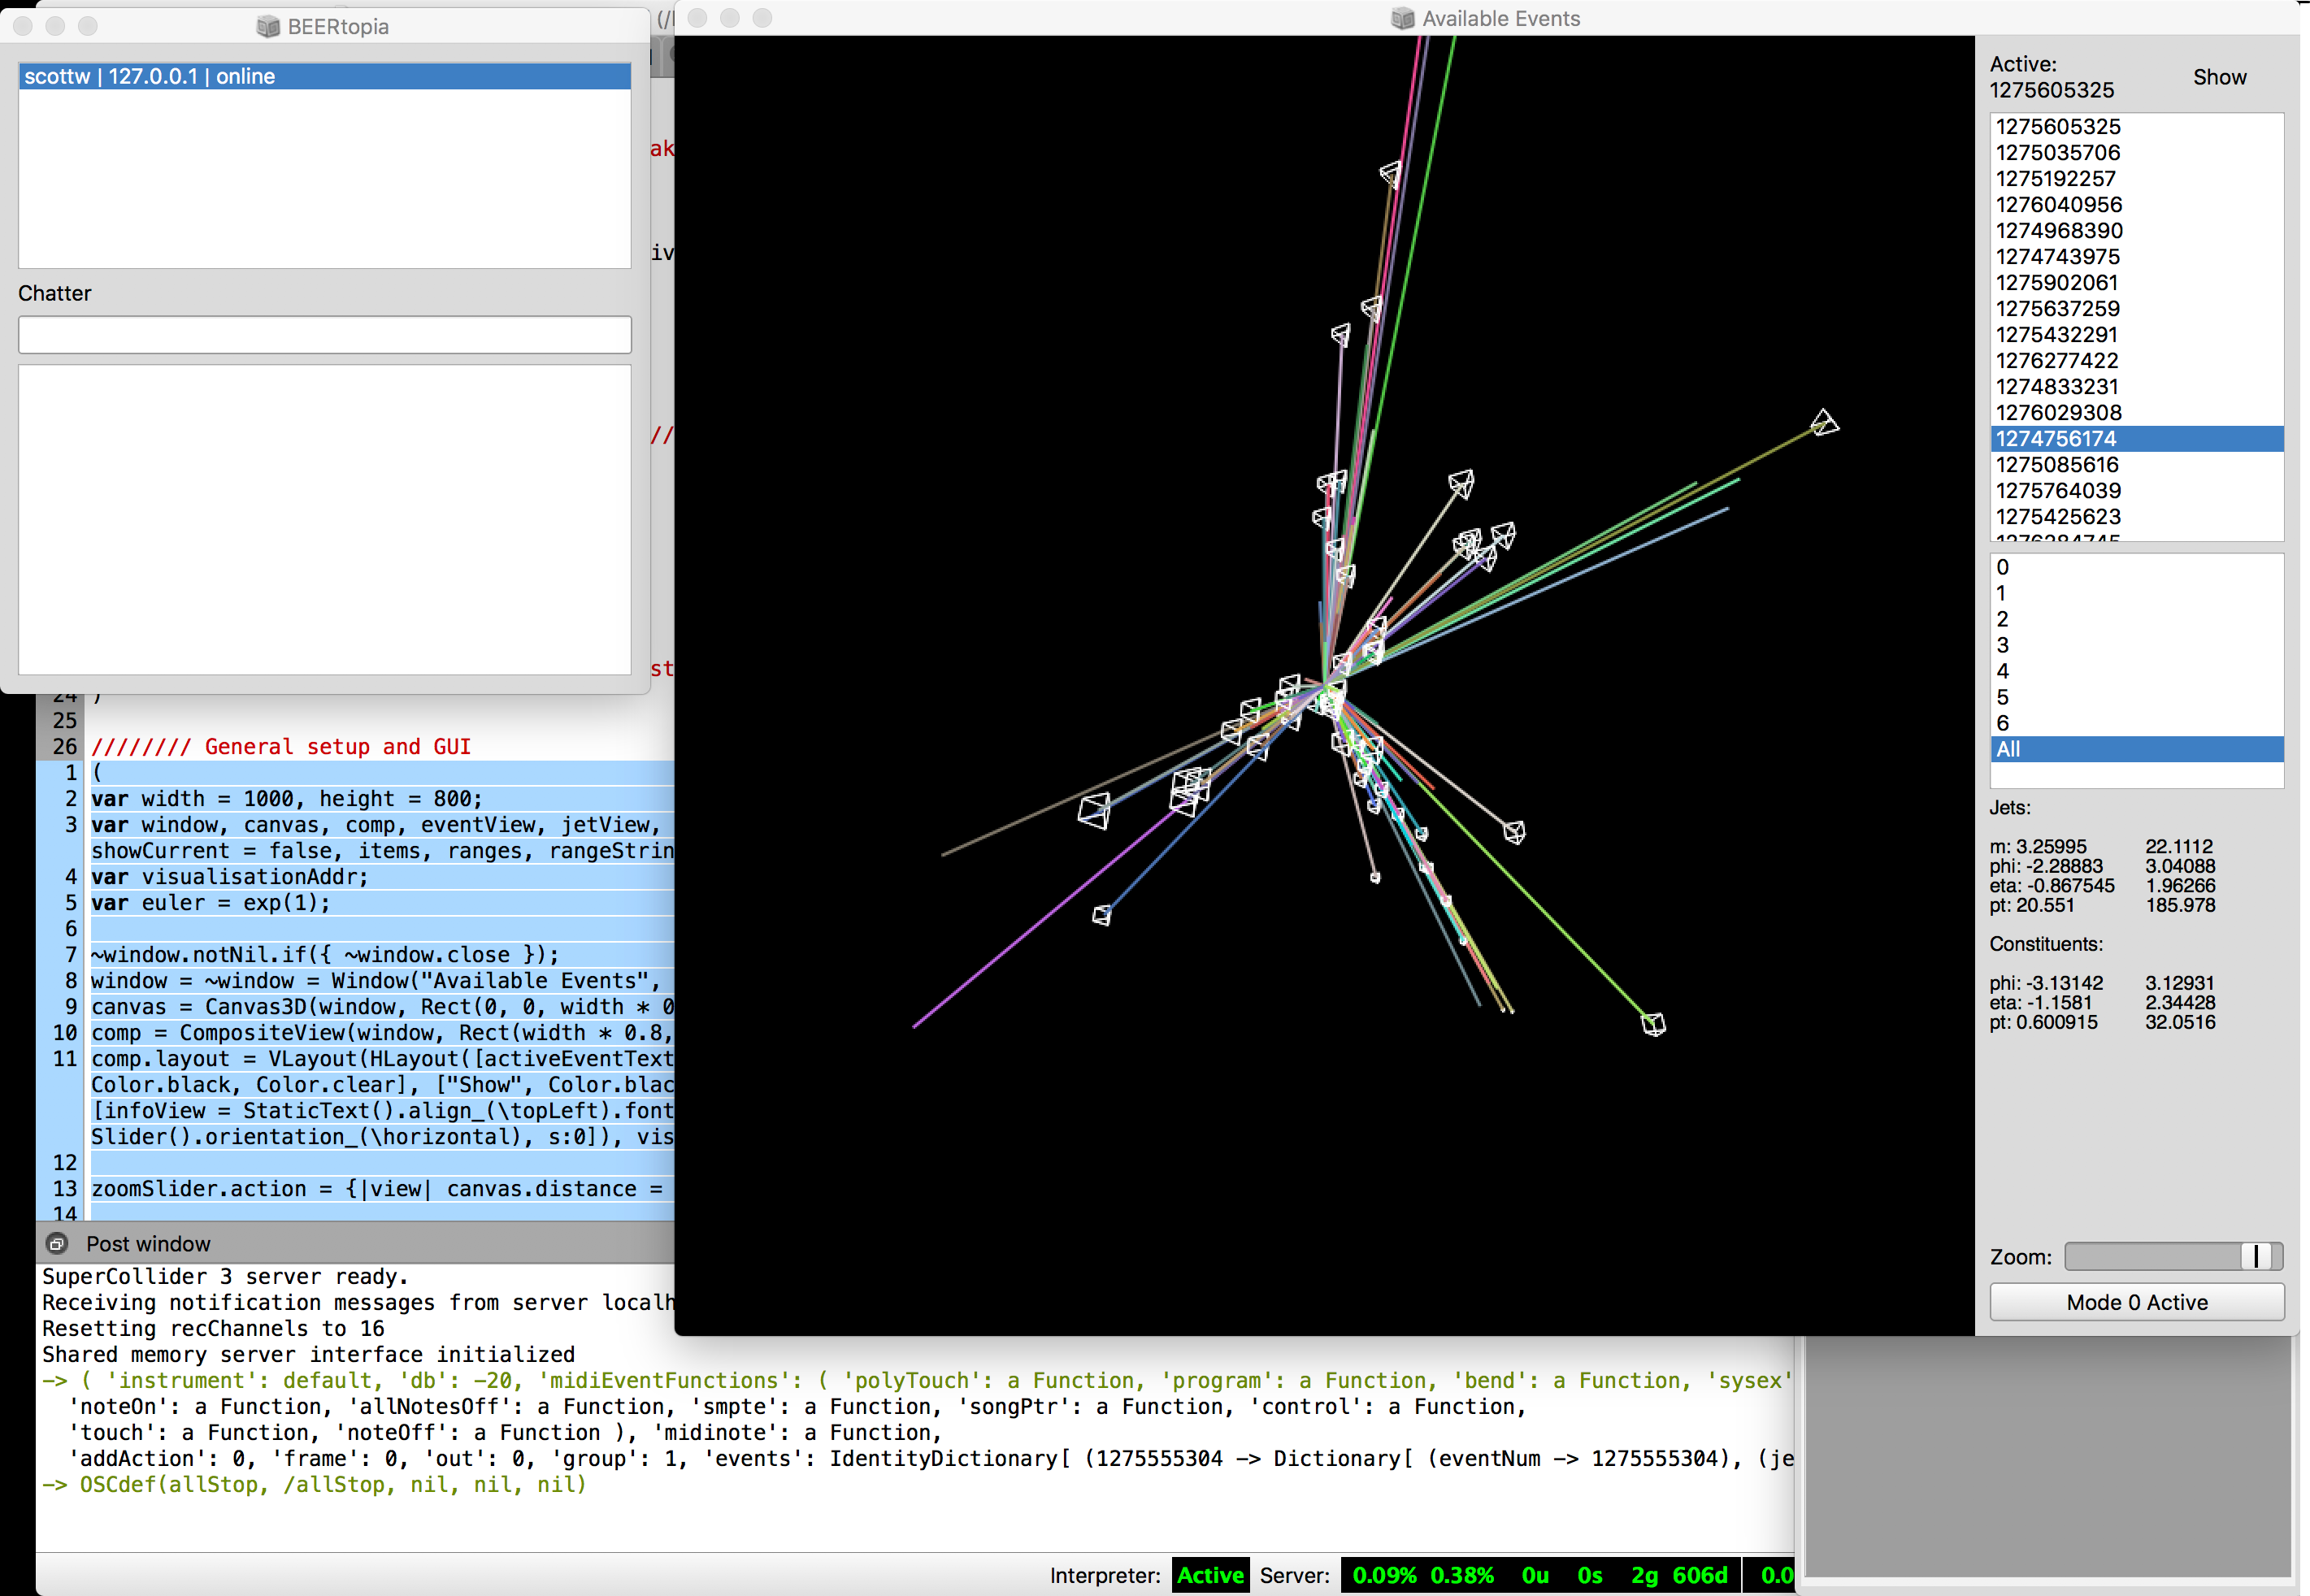 BEERtopia
scottw | 127.0.0.1 | online
Chatter
(/
ak
iv
//
st
24 )
25
26 //////// General setup and GUI
1 (
2 var width = 1000, height = 800;
3 var window, canvas, comp, eventView, jetView,
showCurrent = false, items, ranges, rangeStrin
4 var visualisationAddr;
5 var euler = exp(1);
6
7 ~window.notNil.if({ ~window.close });
8 window = ~window = Window("Available Events",
9 canvas = Canvas3D(window, Rect(0, 0, width * 0
10 comp = CompositeView(window, Rect(width * 0.8,
11 comp.layout = VLayout(HLayout([activeEventText
Color.black, Color.clear], ["Show", Color.blac
[infoView = StaticText().align_(\topLeft).font
Slider().orientation_(\horizontal), s:0]), vis
12
13 zoomSlider.action = {|view| canvas.distance =
14
Post window
SuperCollider 3 server ready.
Receiving notification messages from server localh
Resetting recChannels to 16
Shared memory server interface initialized
-> ( 'instrument': default, 'db': -20, 'midiEventFunctions': ( 'polyTouch': a Function, 'program': a Function, 'bend': a Function, 'sysex'
'noteOn': a Function, 'allNotesOff': a Function, 'smpte': a Function, 'songPtr': a Function, 'control': a Function,
'touch': a Function, 'noteOff': a Function ), 'midinote': a Function,
'addAction': 0, 'frame': 0, 'out': 0, 'group': 1, 'events': IdentityDictionary[ (1275555304 -> Dictionary[ (eventNum -> 1275555304), (je
-> OSCdef(allStop, /allStop, nil, nil, nil)
Interpreter: Active Server: 0.09% 0.38% 0u 0s 2g 606d 0.0
Available Events
Active:
1275605325
Show
1275605325
1275035706
1275192257
1276040956
1274968390
1274743975
1275902061
1275637259
1275432291
1276277422
1274833231
1276029308
1274756174
1275085616
1275764039
1275425623
1276284745
0
1
2
3
4
5
6
All
Jets:
m: 3.25995 22.1112
phi: -2.28883 3.04088
eta: -0.867545 1.96266
pt: 20.551 185.978
Constituents:
phi: -3.13142 3.12931
eta: -1.1581 2.34428
pt: 0.600915 32.0516
Zoom:
Mode 0 Active